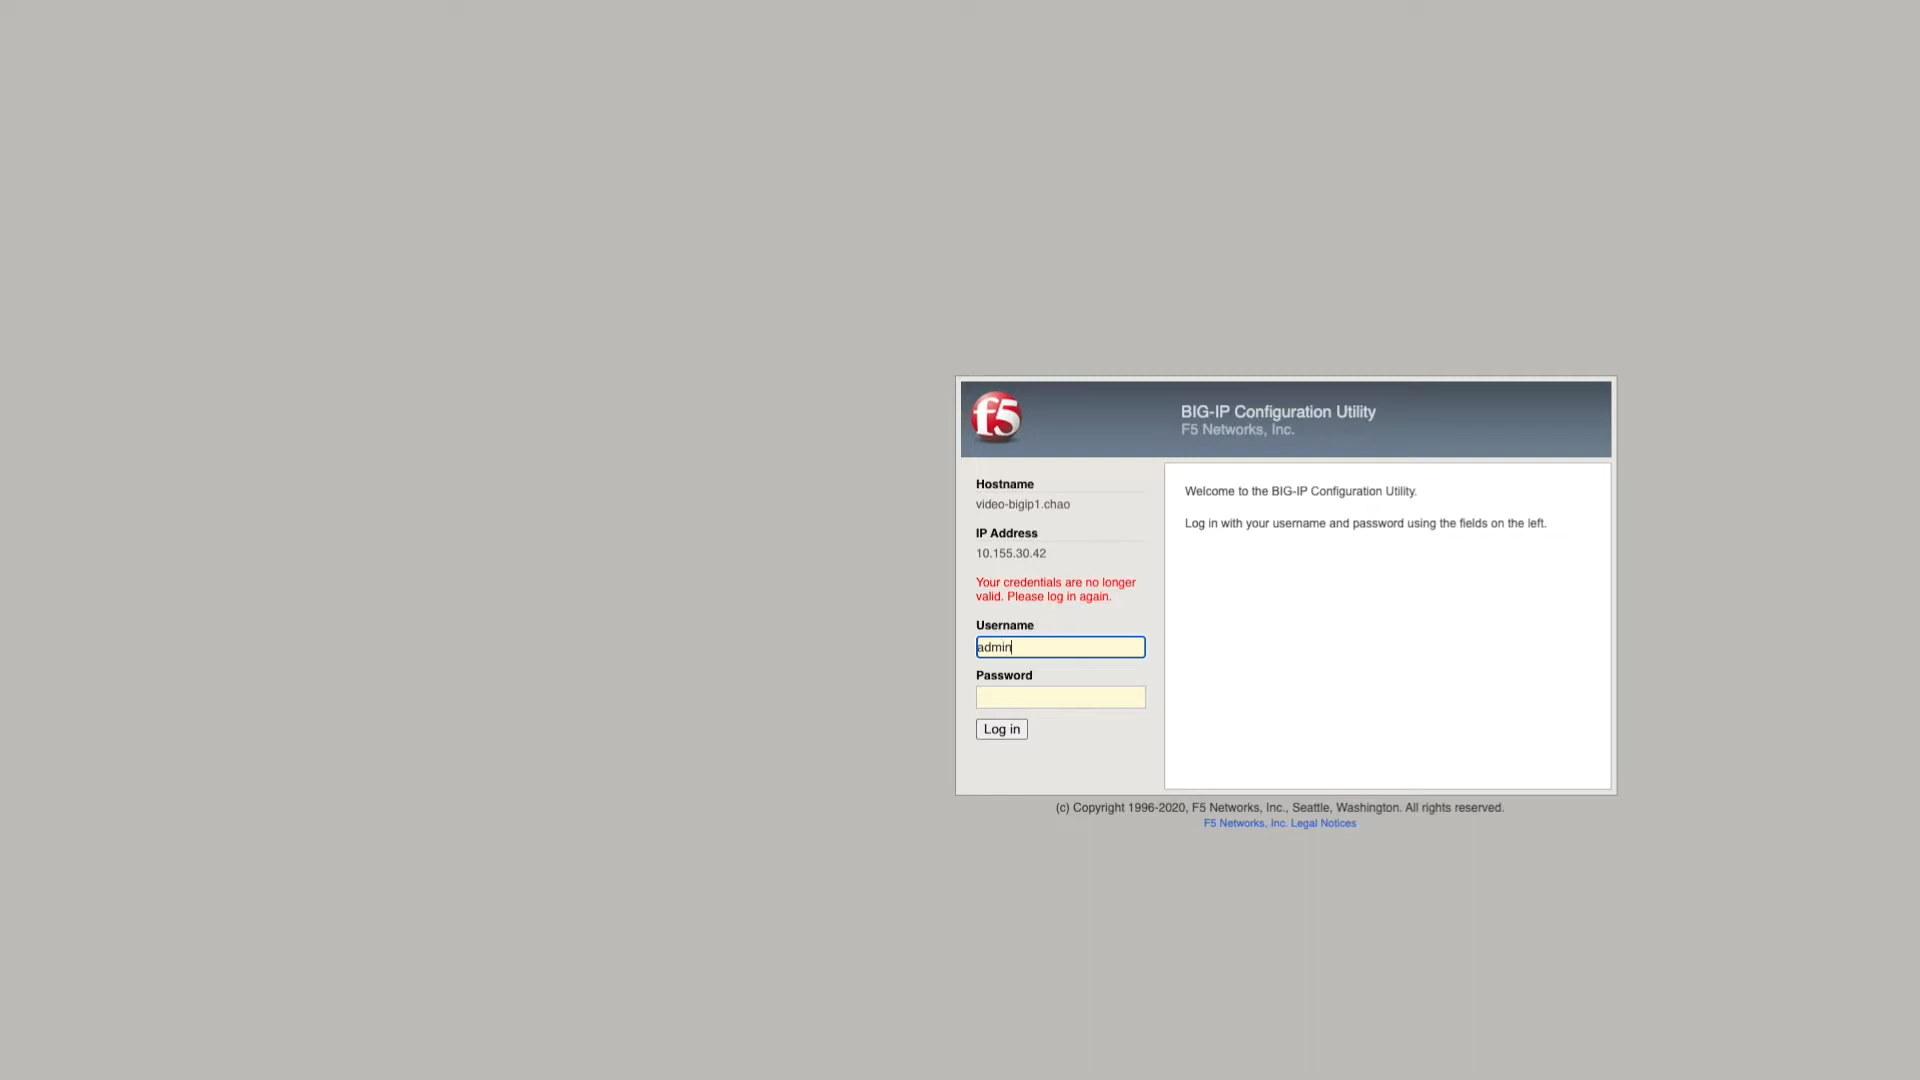 f5
BIG-IP Configuration Utility
F5 Networks, Inc.
Hostname
video-bigip1.chao
IP Address
10.155.30.42
Your credentials are no longer
valid. Please log in again.
Username
admin
Password
Log in
Welcome to the BIG-IP Configuration Utility.
Log in with your username and password using the fields on the left.
(c) Copyright 1996-2020, F5 Networks, Inc., Seattle, Washington. All rights reserved.
F5 Networks, Inc. Legal Notices